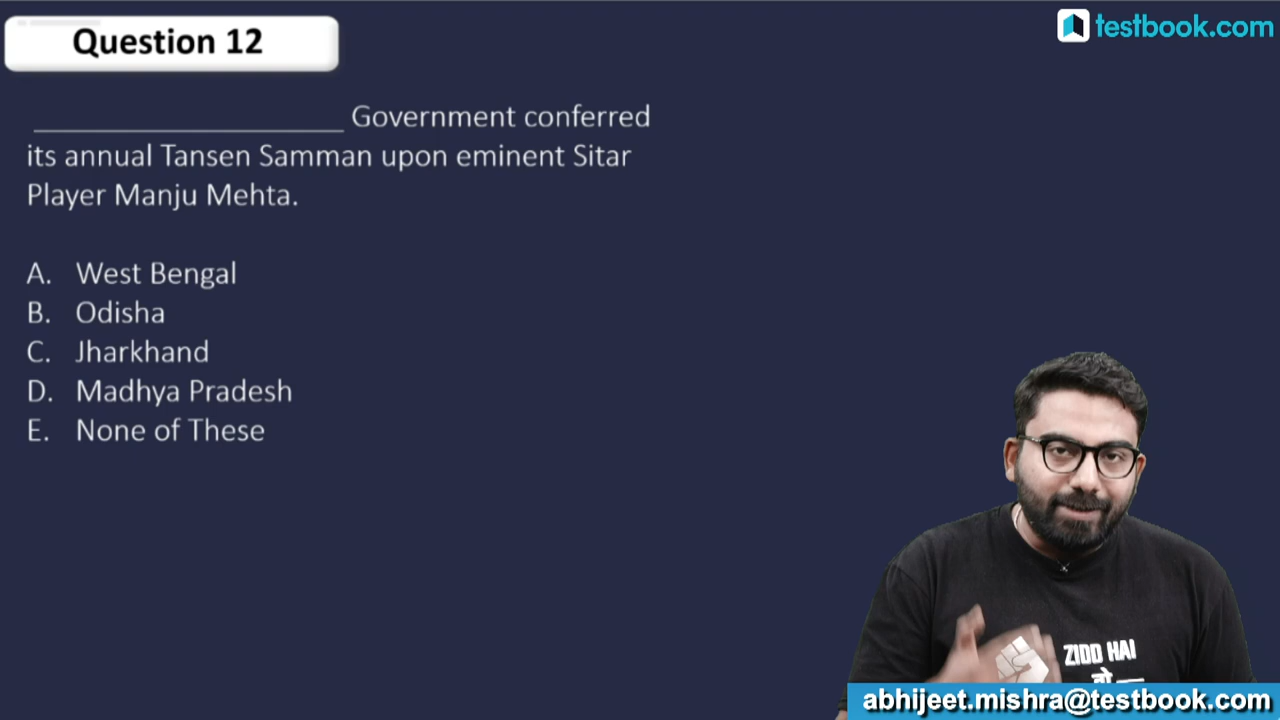 Question 12
testbook.com
____________________ Government conferred
its annual Tansen Samman upon eminent Sitar
Player Manju Mehta.
A. West Bengal
B. Odisha
C. Jharkhand
D. Madhya Pradesh
E. None of These
ZIDD HAI
तो
abhijeet.mishra@testbook.com